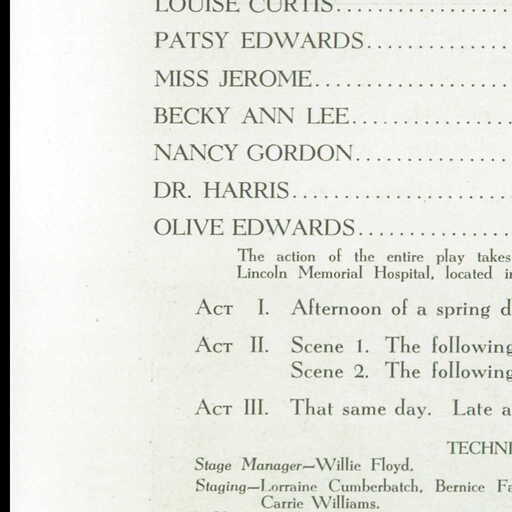 LOUISE CURTIS
PATSY EDWARDS
MISS JEROME
BECKY ANN LEE
NANCY GORDON
DR. HARRIS
OLIVE EDWARDS
The action of the entire play takes
Lincoln Memorial Hospital, located
ACT I. Afternoon of a spring
ACT II. Scene 1. The following
Scene 2. The following
ACT III. That same day. Late
TECHNI
Stage Manager—Willie Floyd.
Staging—Lorraine Cumberbatch, Bernice
Carrie Williams.